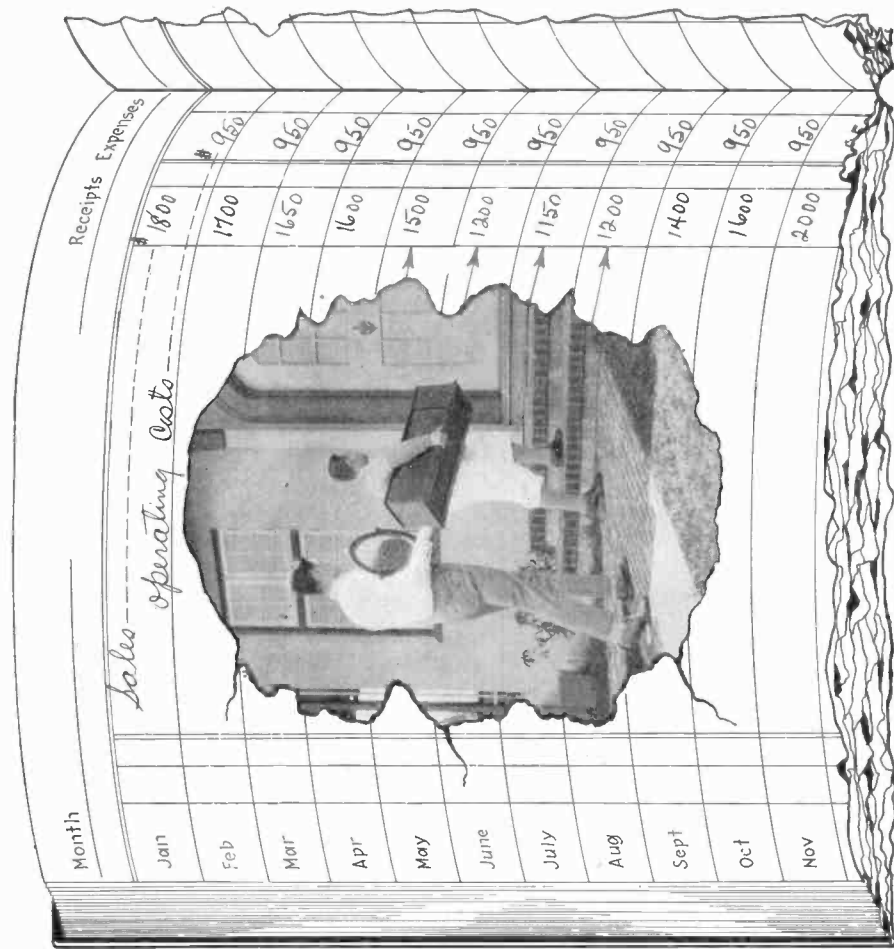 Month Receipts Expenses
Jan Sales $ 1800
Feb operating costs 1700 $ 950
Mar 1650 950
Apr 1600 950
May 1500 950
June 1200 950
July 1150 950
Aug 1200 950
Sept 1400 950
Oct 1600 950
Nov 2000 950